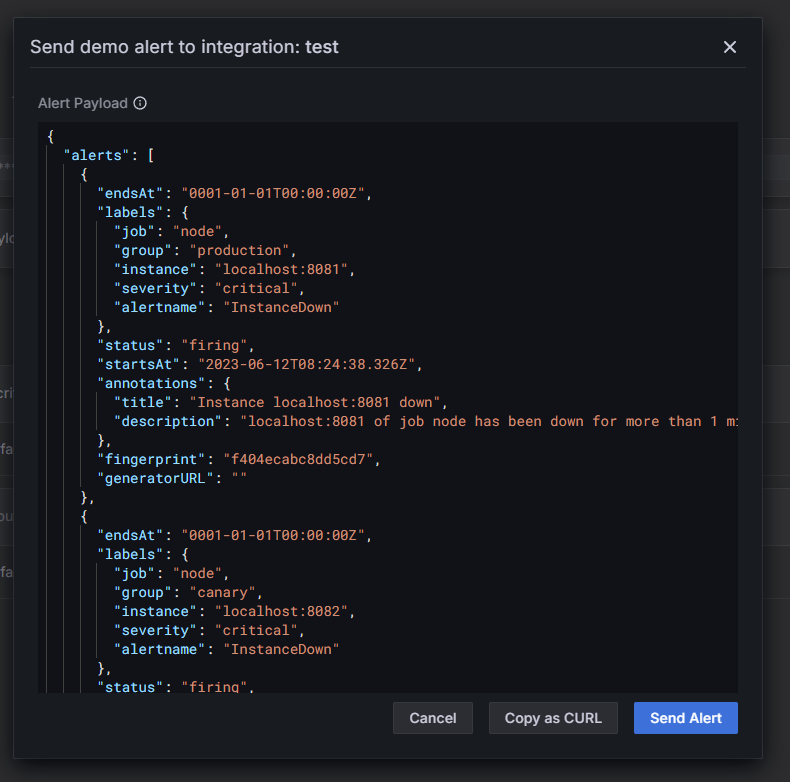 Send demo alert to integration: test
Alert Payload
{
"alerts": [
{
"endsAt": "0001-01-01T00:00:00Z",
"labels": {
"job": "node",
"group": "production",
"instance": "localhost:8081",
"severity": "critical",
"alertname": "InstanceDown"
},
"status": "firing",
"startsAt": "2023-06-12T08:24:38.326Z",
"annotations": {
"title": "Instance localhost:8081 down",
"description": "localhost:8081 of job node has been down for more than 1 mi
},
"fingerprint": "f404ecabc8dd5cd7",
"generatorURL": ""
},
{
"endsAt": "0001-01-01T00:00:00Z",
"labels": {
"job": "node",
"group": "canary",
"instance": "localhost:8082",
"severity": "critical",
"alertname": "InstanceDown"
},
"status": "firing",
Cancel
Copy as CURL
Send Alert